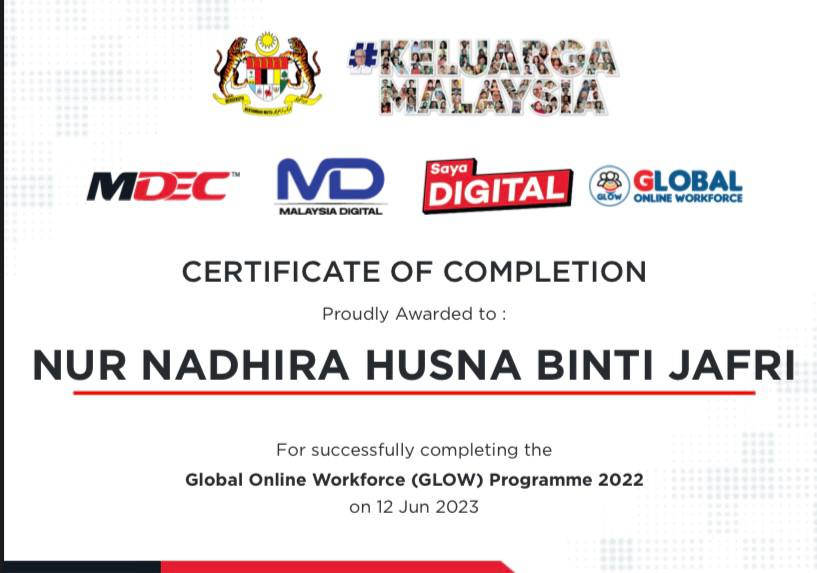 #KELUARGA
MALAYSIA
MDEC™
MD
MALAYSIA DIGITAL
Saya
DIGITAL
GLOW
GLOBAL
ONLINE WORKFORCE
CERTIFICATE OF COMPLETION
Proudly Awarded to :
NUR NADHIRA HUSNA BINTI JAFRI
For successfully completing the
Global Online Workforce (GLOW) Programme 2022
on 12 Jun 2023